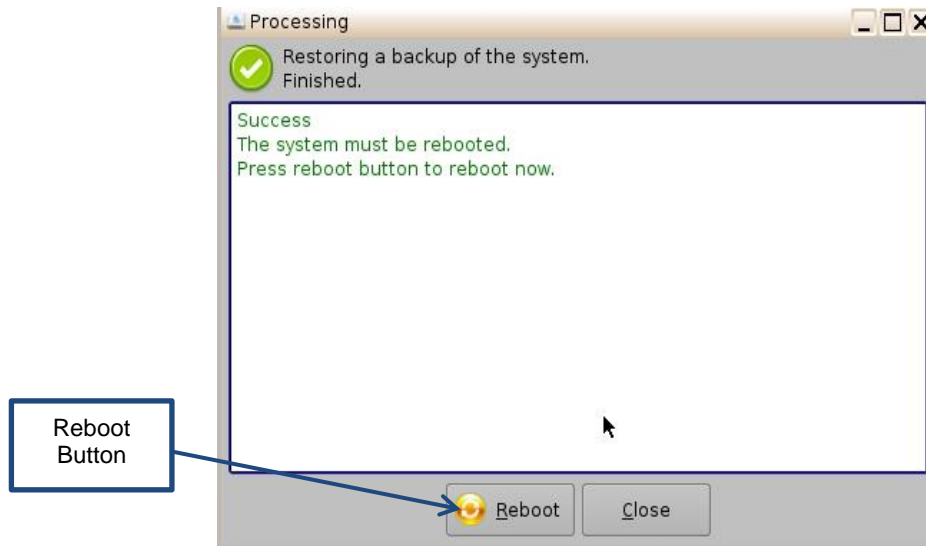 Processing
Restoring a backup of the system.
Finished.
Success
The system must be rebooted.
Press reboot button to reboot now.
Reboot
Button
Reboot
Close